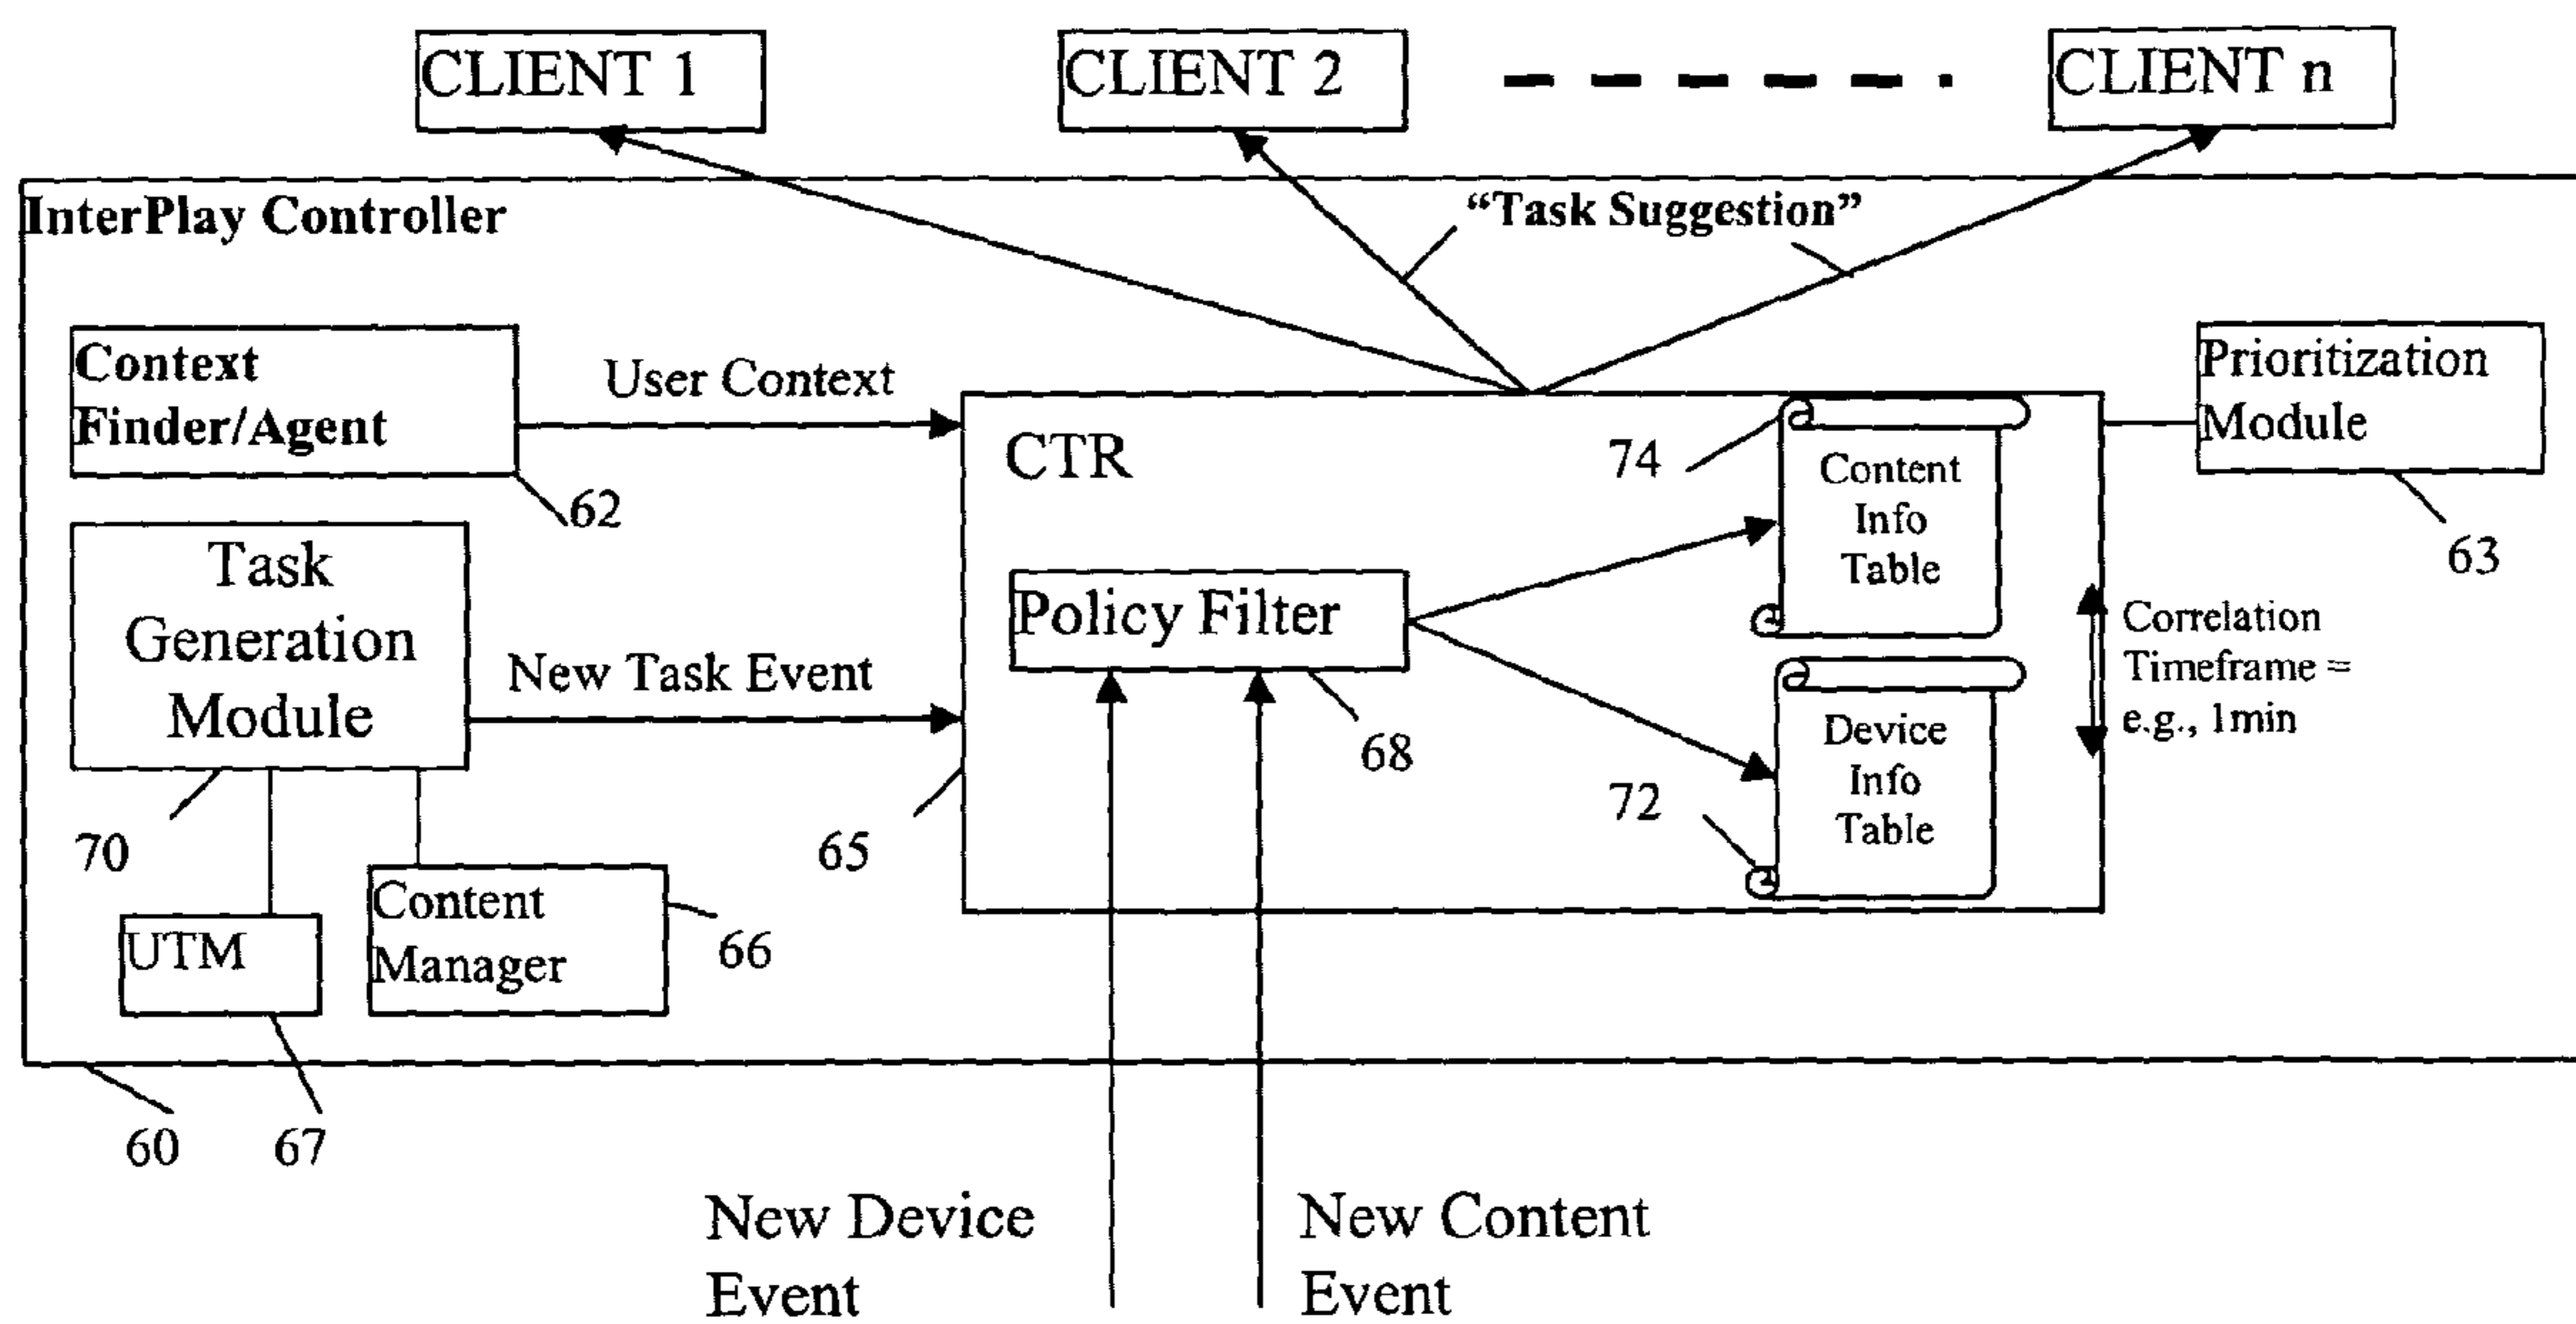 CLIENT 1
CLIENT 2
CLIENT n
InterPlay Controller
“Task Suggestion”
Context
Finder/Agent
User Context
62
CTR
74
Content
Info
Table
Prioritization
Module
63
Task
Generation
Module
New Task Event
Policy Filter
68
Correlation
Timeframe =
e.g., 1min
72
Device
Info
Table
70
65
UTM
Content
Manager
66
60
67
New Device
Event
New Content
Event